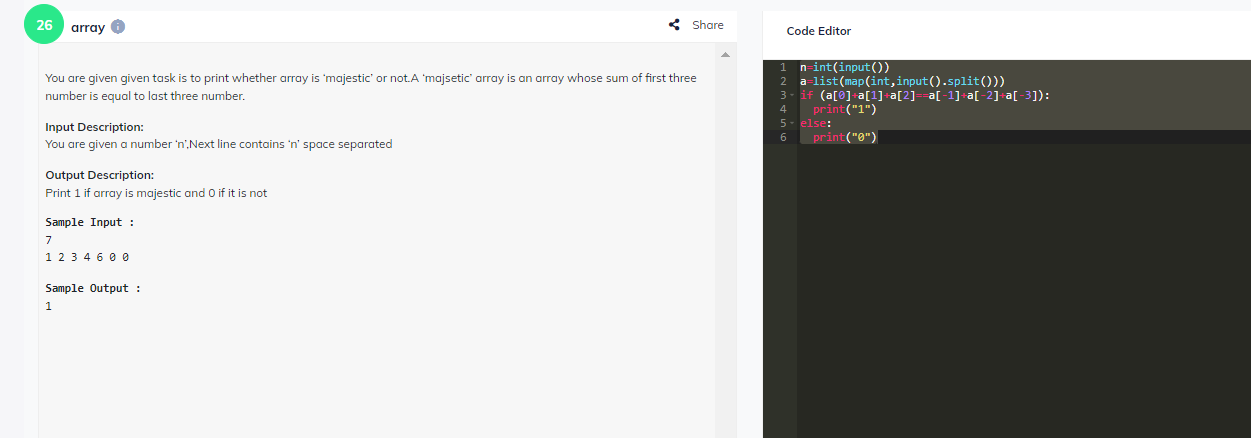 26 array i Share
You are given given task is to print whether array is ‘majestic’ or not.A ‘majsetic’ array is an array whose sum of first three
number is equal to last three number.
Input Description:
You are given a number ‘n’,Next line contains ‘n’ space separated
Output Description:
Print 1 if array is majestic and 0 if it is not
Sample Input :
7
1 2 3 4 6 0 0
Sample Output :
1
Code Editor
1 n=int(input())
2 a=list(map(int,input().split()))
3 if (a[0]+a[1]+a[2]==a[-1]+a[-2]+a[-3]):
4 print("1")
5 else:
6 print("0")